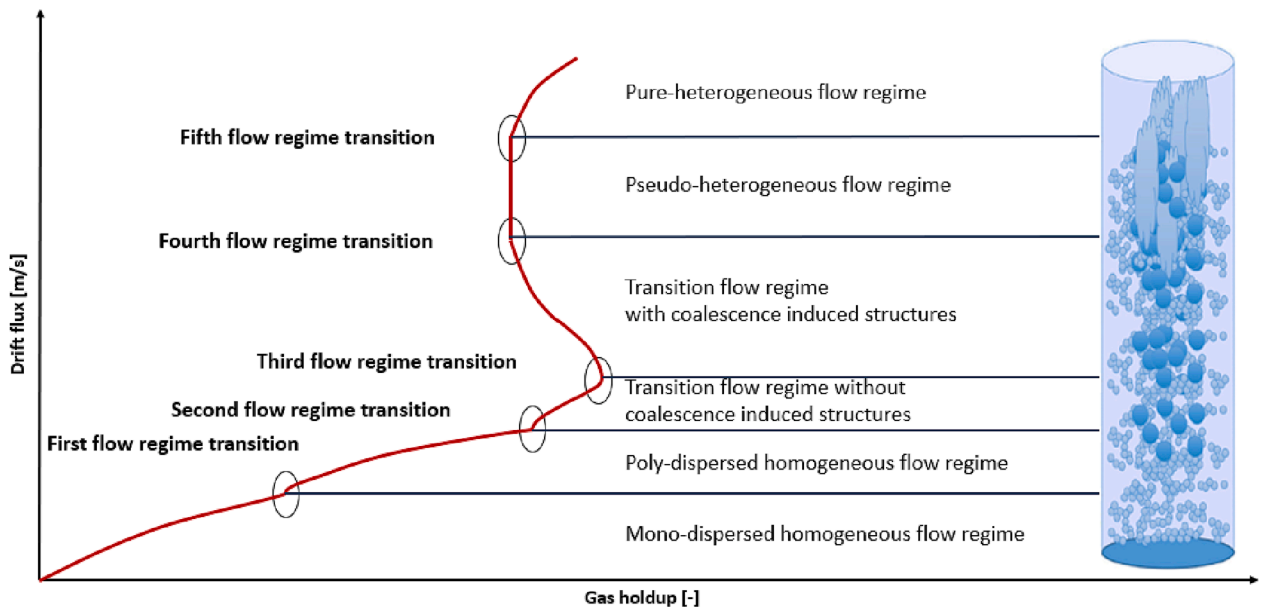 Pure-heterogeneous flow regime
Fifth flow regime transition
Pseudo-heterogeneous flow regime
Fourth flow regime transition
Transition flow regime
with coalescence induced structures
Drift flux [m/s]
Third flow regime transition
Transition flow regime without
coalescence induced structures
Second flow regime transition
First flow regime transition
Poly-dispersed homogeneous flow regime
Mono-dispersed homogeneous flow regime
Gas holdup [-]